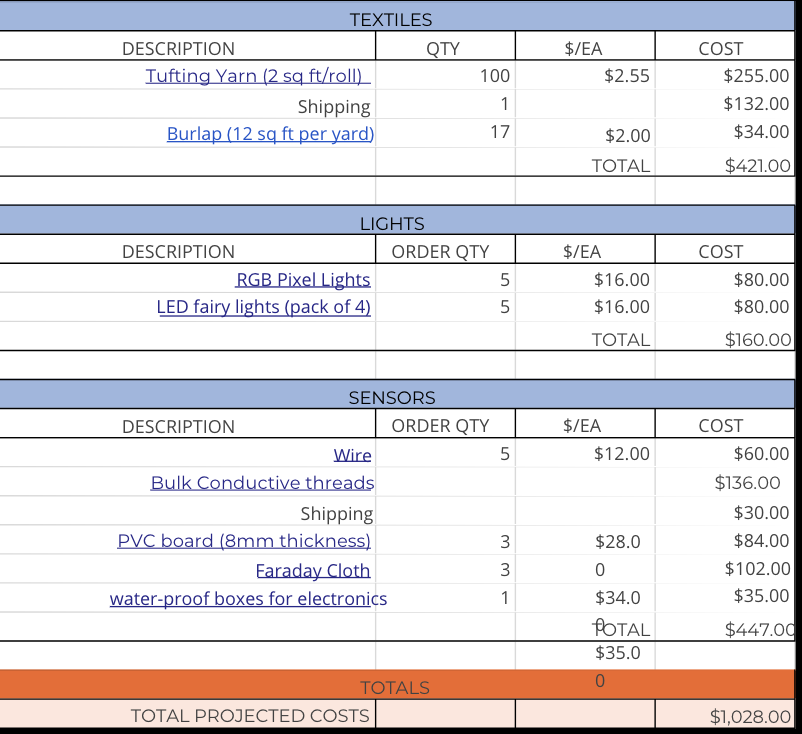 TEXTILES
DESCRIPTION QTY $/EA COST
Tufting Yarn (2 sq ft/roll) 100 $2.55 $255.00
Shipping 1 $132.00
Burlap (12 sq ft per yard) 17 $2.00 $34.00
TOTAL $421.00
LIGHTS
DESCRIPTION ORDER QTY $/EA COST
RGB Pixel Lights 5 $16.00 $80.00
LED fairy lights (pack of 4) 5 $16.00 $80.00
TOTAL $160.00
SENSORS
DESCRIPTION ORDER QTY $/EA COST
Wire 5 $12.00 $60.00
Bulk Conductive threads $136.00
Shipping $30.00
PVC board (8mm thickness) 3 $28.0 $84.00
Faraday Cloth 3 0 $102.00
water-proof boxes for electronics 1 $34.0 $35.00
0
TOTAL $447.00
$35.0
TOTALS 0
TOTAL PROJECTED COSTS $1,028.00